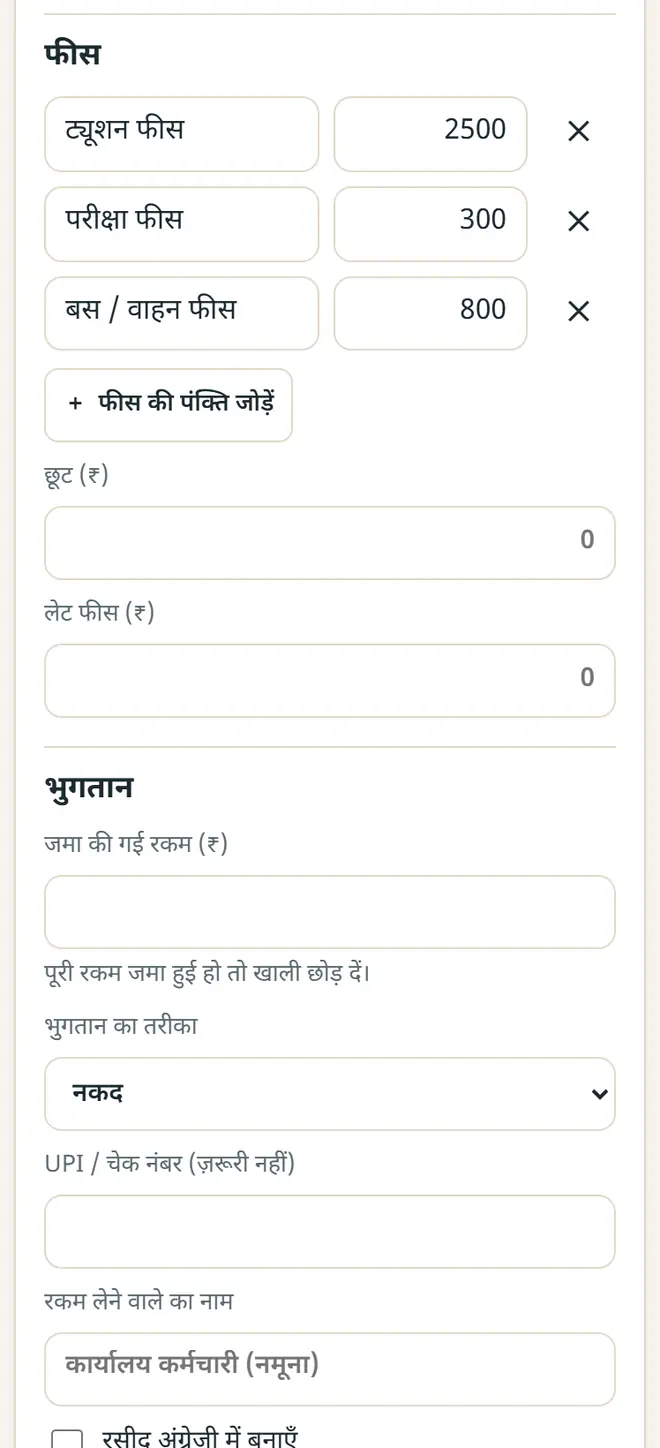 फीस
ट्यूशन फीस 2500 ×
परीक्षा फीस 300 ×
बस / वाहन फीस 800 ×
+ फीस की पंक्ति जोड़ें
छूट (₹)
0
लेट फीस (₹)
0
भुगतान
जमा की गई रकम (₹)
पूरी रकम जमा हुई हो तो खाली छोड़ दें।
भुगतान का तरीका
नकद
UPI / चेक नंबर (ज़रूरी नहीं)
रकम लेने वाले का नाम
कार्यालय कर्मचारी (नमूना)
रसीद अंग्रेजी में बनाएँ